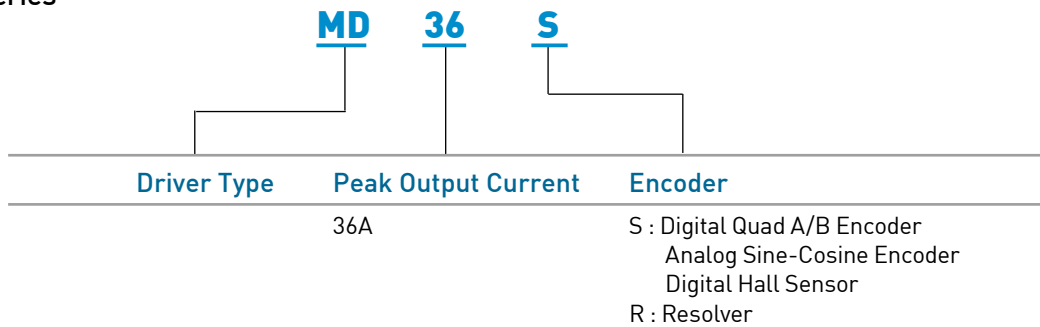 MD 36 S
Driver Type Peak Output Current Encoder
36A S : Digital Quad A/B Encoder
Analog Sine-Cosine Encoder
Digital Hall Sensor
R : Resolver